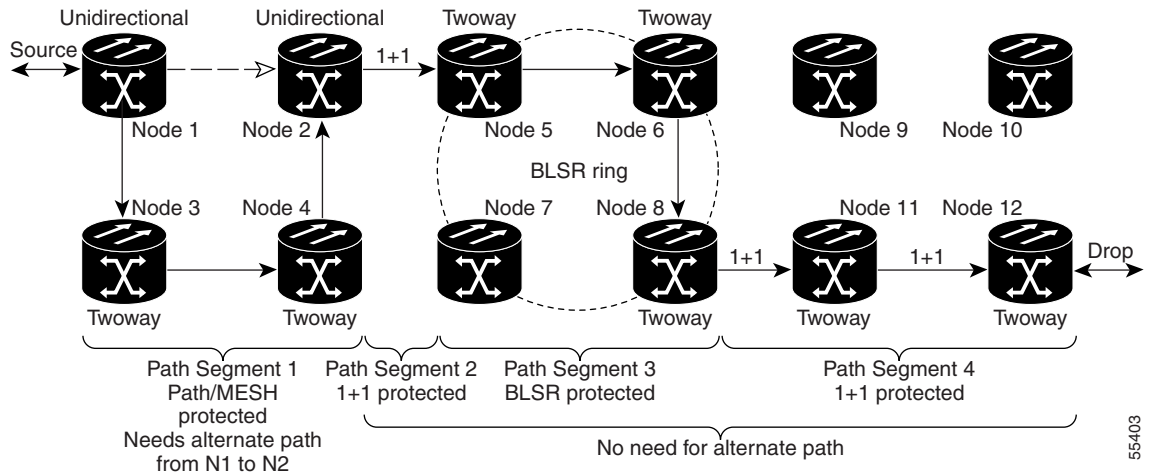 Unidirectional
Unidirectional
Twoway
Twoway
Source
1+1
Node 1
Node 2
Node 5
Node 6
Node 9
Node 10
BLSR ring
Node 3
Node 4
Node 7
Node 8
Node 11
Node 12
1+1
1+1
Drop
Twoway
Twoway
Twoway
Twoway
Twoway
Path Segment 1
Path/MESH
protected
Needs alternate path
from N1 to N2
Path Segment 2
1+1 protected
Path Segment 3
BLSR protected
Path Segment 4
1+1 protected
No need for alternate path
55403